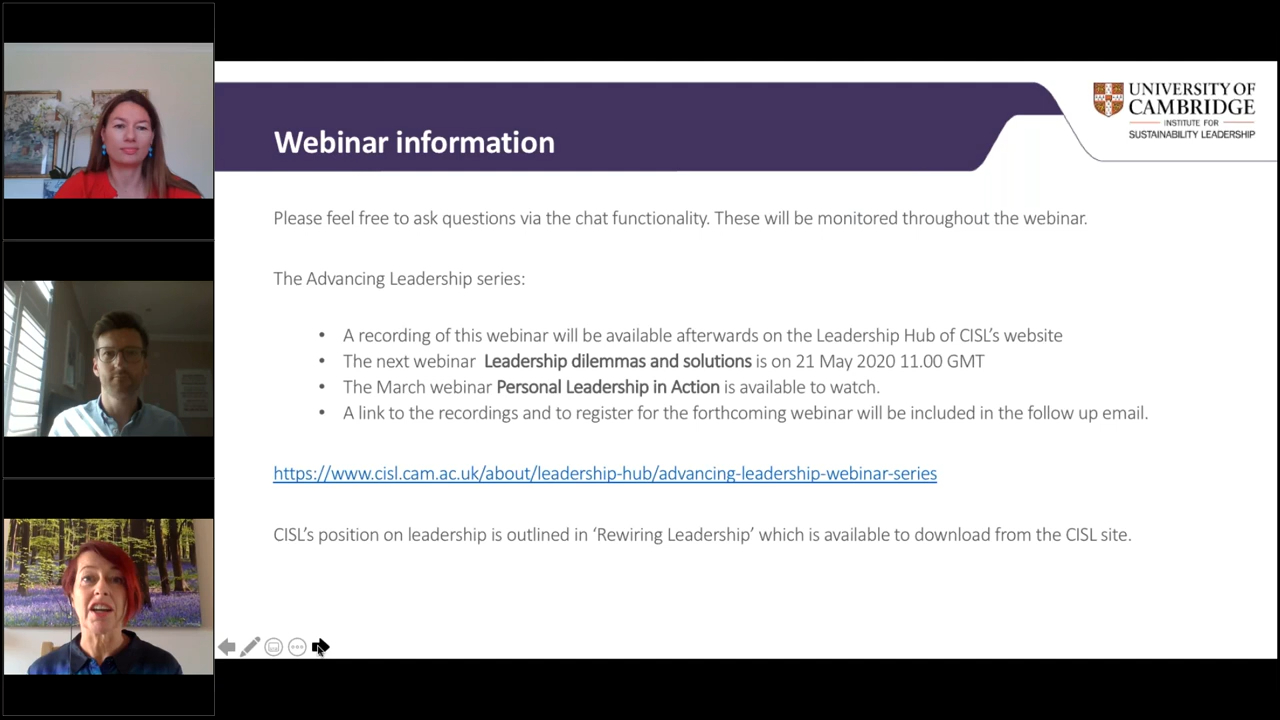 UNIVERSITY OF
CAMBRIDGE
INSTITUTE FOR
SUSTAINABILITY LEADERSHIP
Webinar information
Please feel free to ask questions via the chat functionality. These will be monitored throughout the webinar.
The Advancing Leadership series:
• A recording of this webinar will be available afterwards on the Leadership Hub of CISL's website
• The next webinar Leadership dilemmas and solutions is on 21 May 2020 11.00 GMT
• The March webinar Personal Leadership in Action is available to watch.
• A link to the recordings and to register for the forthcoming webinar will be included in the follow up email.
https://www.cisl.cam.ac.uk/about/leadership-hub/advancing-leadership-webinar-series
CISL's position on leadership is outlined in ‘Rewiring Leadership’ which is available to download from the CISL site.